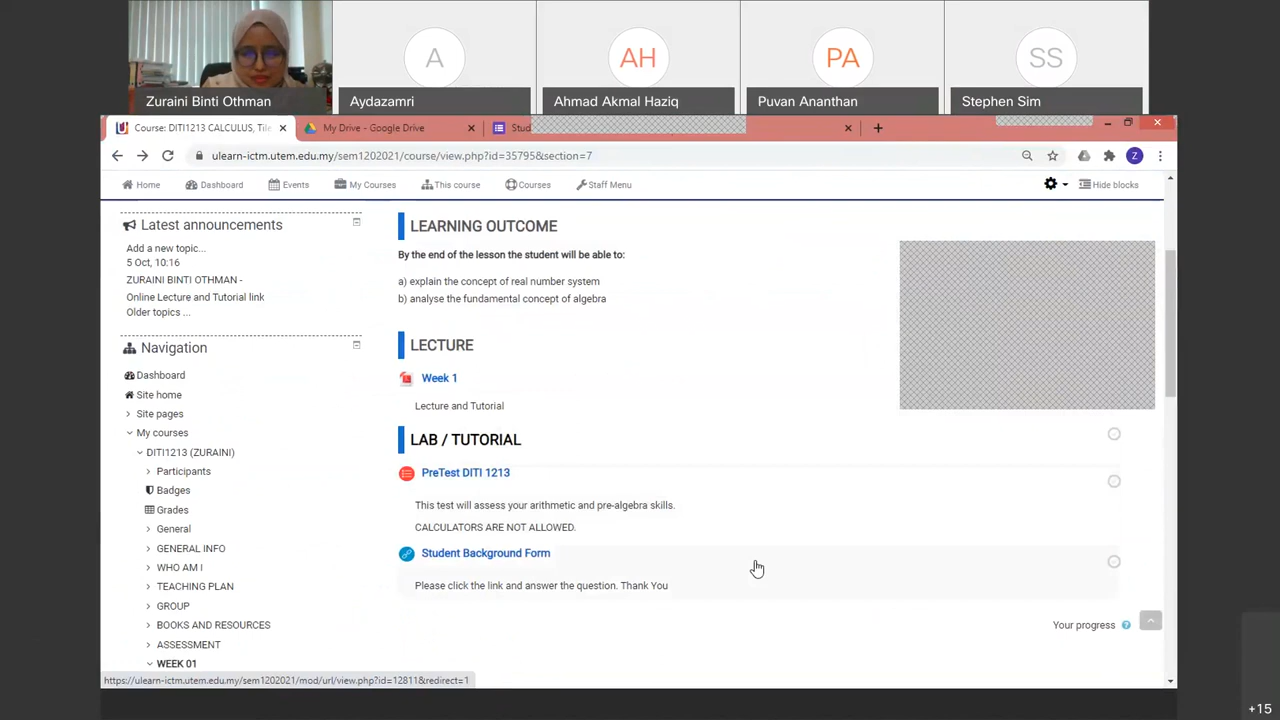 A
AH
PA
SS
Zuraini Binti Othman
Aydazamri
Ahmad Akmal Haziq
Puvan Ananthan
Stephen Sim
Course: DITI1213 CALCULUS, Tile
My Drive - Google Drive
Stud
ulearn-ictm.utem.edu.my/sem1202021/course/view.php?id=35795&section=7
Z
Home
Dashboard
Events
My Courses
This course
Courses
Staff Menu
Hide blocks
Latest announcements
Add a new topic...
5 Oct, 10:16
ZURAINI BINTI OTHMAN -
Online Lecture and Tutorial link
Older topics ...
Navigation
Dashboard
Site home
Site pages
My courses
DITI1213 (ZURAINI)
Participants
Badges
Grades
General
GENERAL INFO
WHO AM I
TEACHING PLAN
GROUP
BOOKS AND RESOURCES
ASSESSMENT
WEEK 01
LEARNING OUTCOME
By the end of the lesson the student will be able to:
a) explain the concept of real number system
b) analyse the fundamental concept of algebra
LECTURE
Week 1
Lecture and Tutorial
LAB / TUTORIAL
PreTest DITI 1213
This test will assess your arithmetic and pre-algebra skills.
CALCULATORS ARE NOT ALLOWED.
Student Background Form
Please click the link and answer the question. Thank You
Your progress
https://ulearn-ictm.utem.edu.my/sem1202021/mod/url/view.php?id=12811&redirect=1
+15